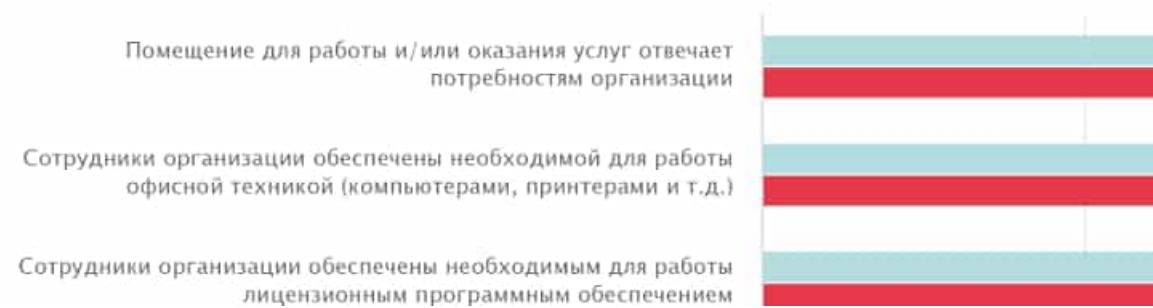 Помещение для работы и/или оказания услуг отвечает
потребностям организации
Сотрудники организации обеспечены необходимой для работы
офисной техникой (компьютерами, принтерами и т.д.)
Сотрудники организации обеспечены необходимым для работы
лицензионным программным обеспечением